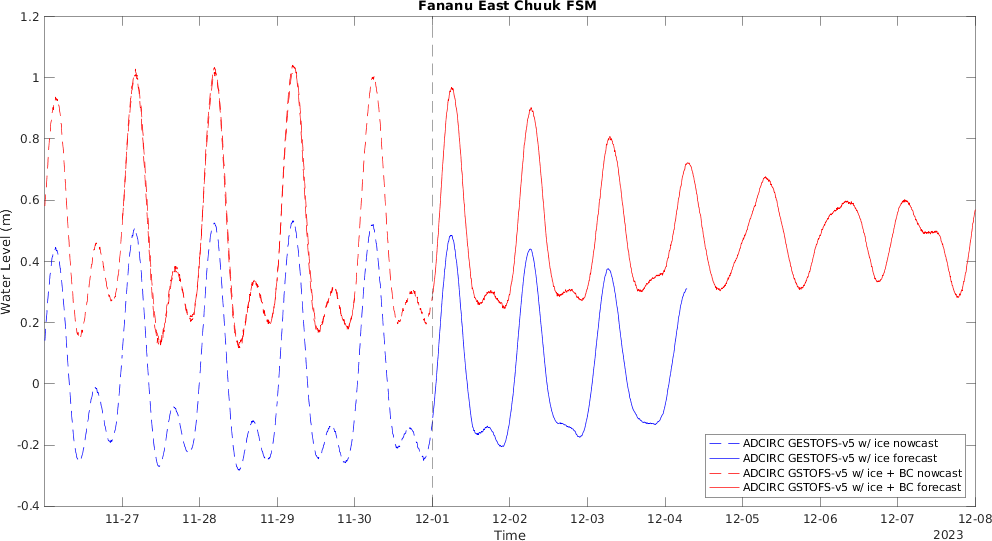 Fananu East Chuuk FSM
1.2
1
0.8
0.6
0.4
0.2
0
-0.2
-0.4
Water Level (m)
ADCIRC GESTOFS-v5 w/ ice nowcast
ADCIRC GESTOFS-v5 w/ ice forecast
ADCIRC GSTOFS-v5 w/ ice + BC nowcast
ADCIRC GSTOFS-v5 w/ ice + BC forecast
11-27 11-28 11-29 11-30 12-01 12-02 12-03 12-04 12-05 12-06 12-07 12-08
Time
2023